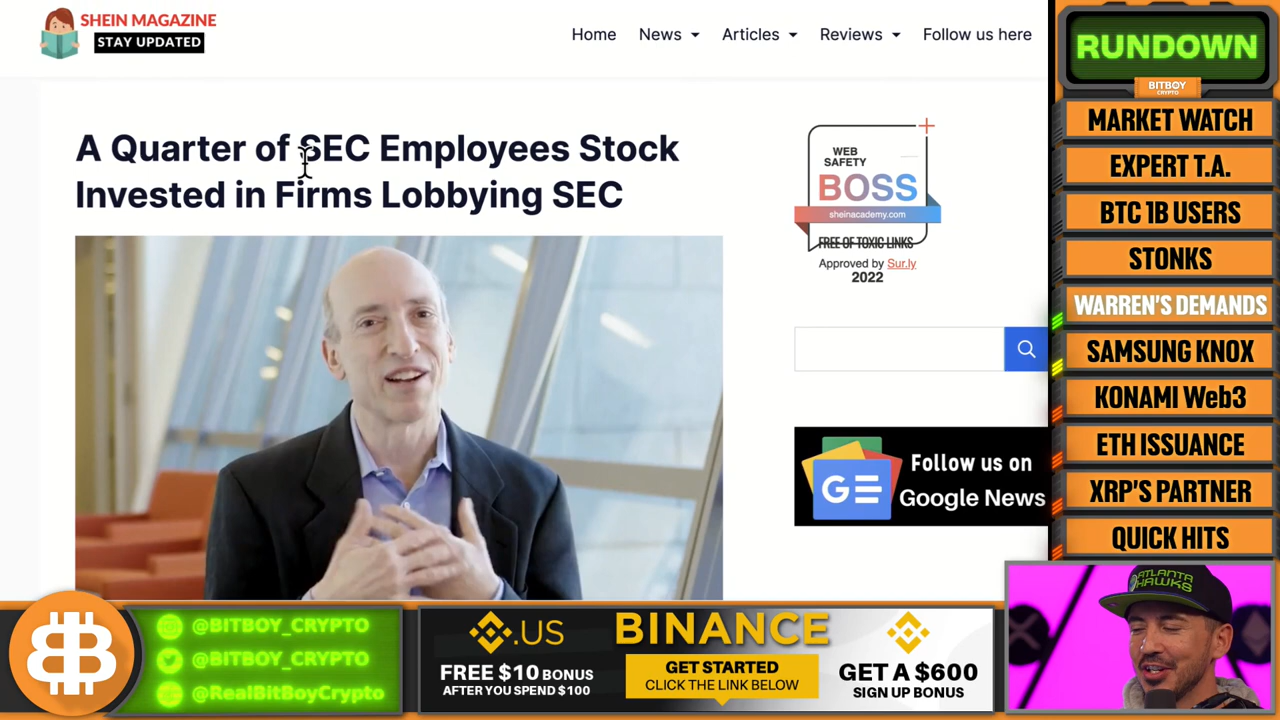 SHEIN MAGAZINE
STAY UPDATED
Home News Articles Reviews Follow us here
A Quarter of SEC Employees Stock
Invested in Firms Lobbying SEC
WEB
SAFETY
BOSS
sheinacademy.com
FREE OF TOXIC LINKS
Approved by Sur.ly
2022
GE
Follow us on
Google News
RUNDOWN
BITBOY
CRYPTO
MARKET WATCH
EXPERT T.A.
BTC 1B USERS
STONKS
WARREN'S DEMANDS
SAMSUNG KNOX
KONAMI Web3
ETH ISSUANCE
XRP'S PARTNER
QUICK HITS
@BITBOY_CRYPTO
@BITBOY_CRYPTO
@RealBitBoyCrypto
.US
FREE $10 BONUS
AFTER YOU SPEND $100
BINANCE
GET STARTED
CLICK THE LINK BELOW
GET A $600
SIGN UP BONUS
ATLANTA
HAWKS